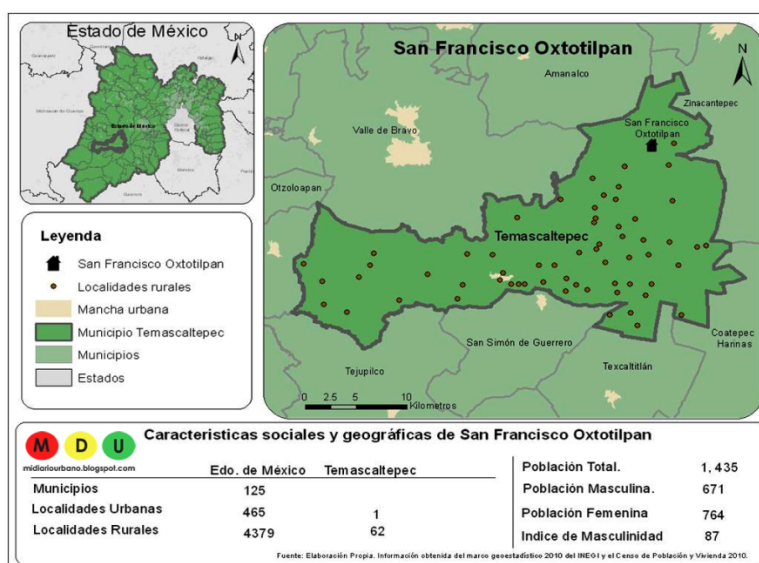 Estado de México
Estado de México
San Francisco Oxtotilpan
N
N
Amanalco
Zinacantepec
San Francisco
Oxtotilpan
Valle de Bravo
Otzoloapan
Temascaltepec
San Simón de Guerrero
Coatepec
Harinas
Texcaltitlán
Tejupilco
0 2.5 5 10
Kilometros
Leyenda
San Francisco Oxtotilpan
Localidades rurales
Mancha urbana
Municipio Temascaltepec
Municipios
Estados
M D U
midiariourbano.blogspot.com
Caracteristicas sociales y geográficas de San Francisco Oxtotilpan
Edo. de México Temascaltepec
Municipios 125
Localidades Urbanas 465 1
Localidades Rurales 4379 62
Población Total. 1, 435
Población Masculina. 671
Población Femenina 764
Indice de Masculinidad 87
Fuente: Elaboración Propia. Información obtenida del marco geoestadístico 2010 del INEGI y el Censo de Población y Vivienda 2010.